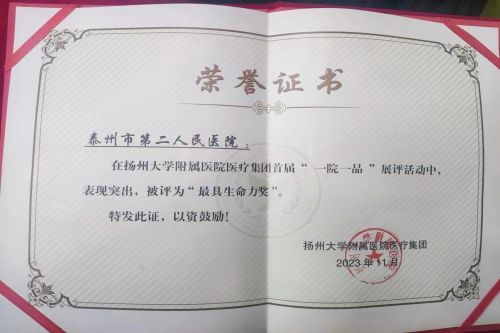 荣誉证书
泰州市第二人民医院:
在扬州大学附属医院医疗集团首届“一院一品”展评活动中,
表现突出,被评为“最具生命力奖”。
特发此证,以资鼓励!
扬州大学附属医院医疗集团
2023年11月